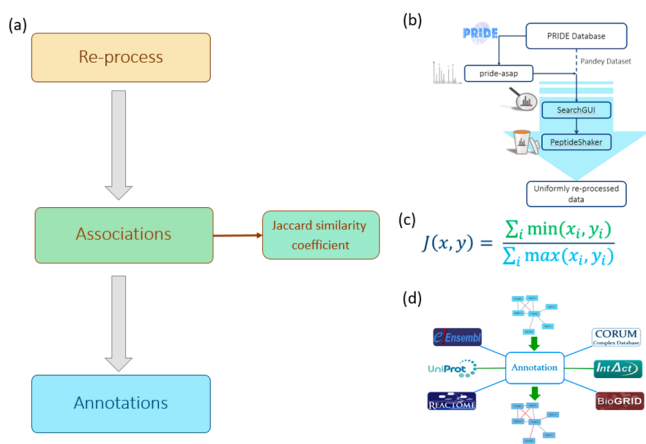 (a)
Re-process
Associations
Jaccard similarity
coefficient
Annotations
(b)
PRIDE
PRIDE Database
Pandey Dataset
pride-asap
SearchGUI
PeptideShaker
Uniformly re-processed
data
(c)
J(x, y) = ∑i min(xi, yi) / ∑i max(xi, yi)
(d)
e!Ensembl
CORUM
Complex Database
UniProt
Annotation
IntAct
REACTOME
BioGRID